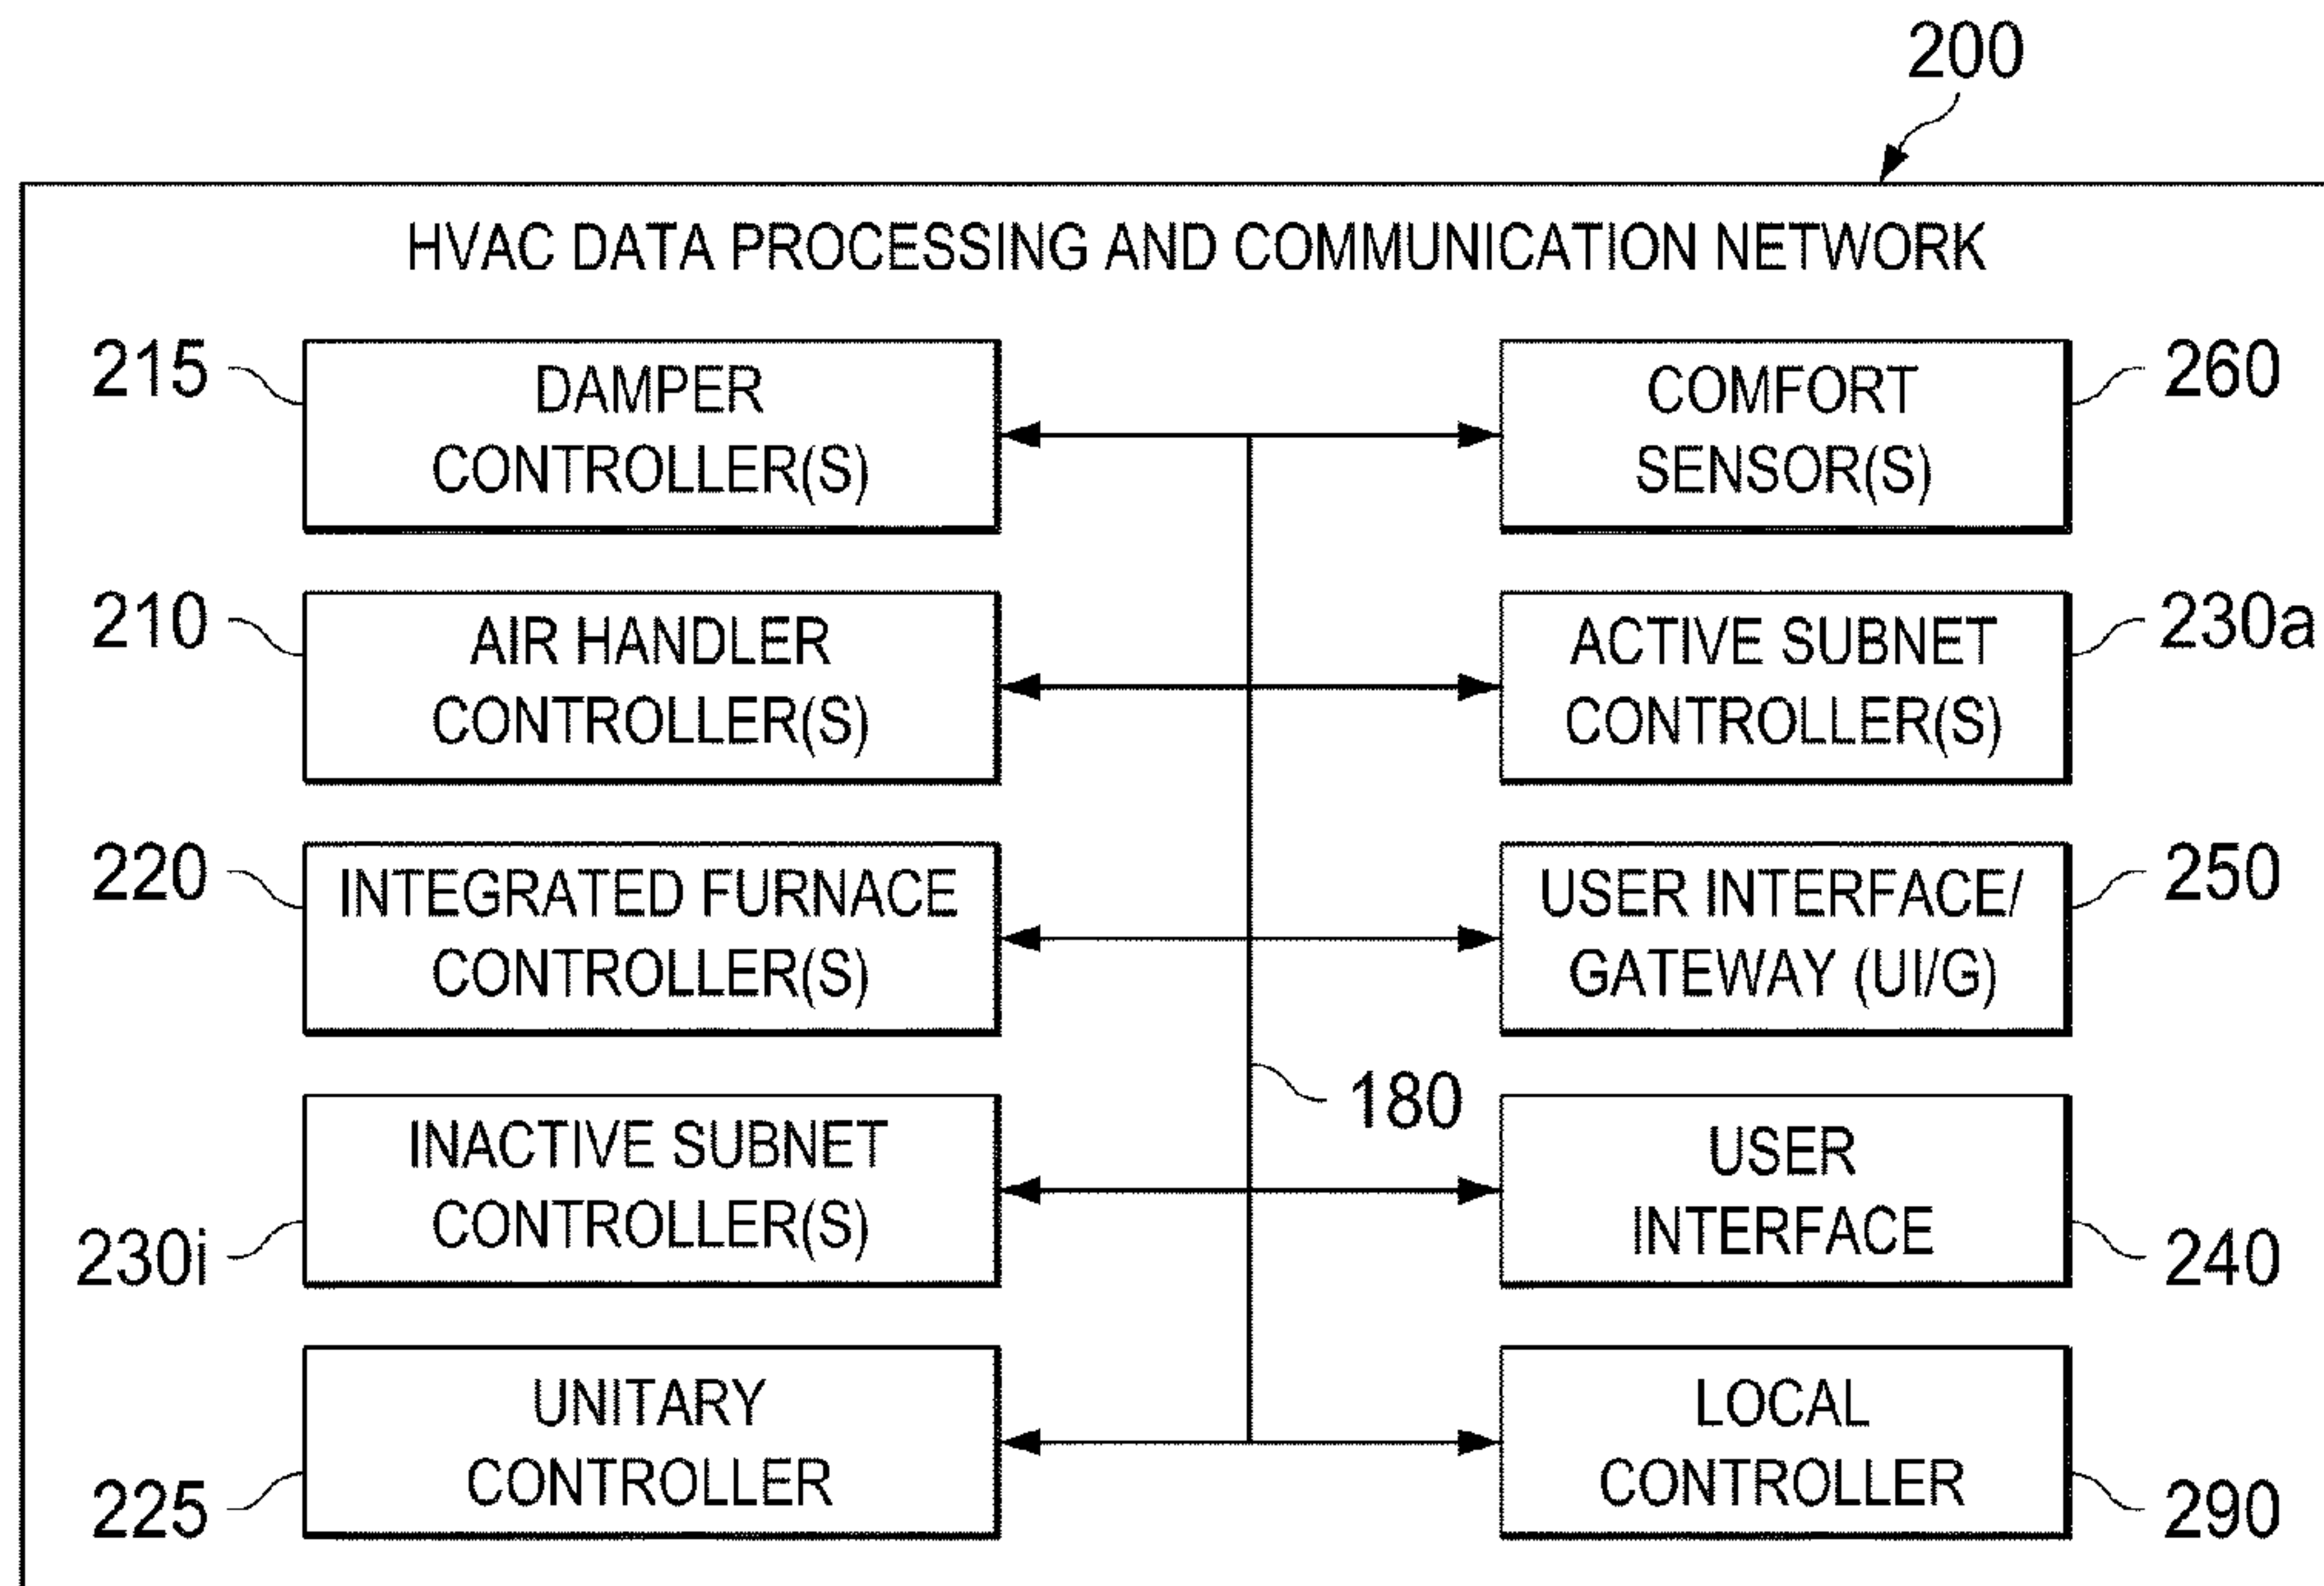 200
HVAC DATA PROCESSING AND COMMUNICATION NETWORK
215
DAMPER
CONTROLLER(S)
COMFORT
SENSOR(S)
260
210
AIR HANDLER
CONTROLLER(S)
ACTIVE SUBNET
CONTROLLER(S)
230a
220
INTEGRATED FURNACE
CONTROLLER(S)
USER INTERFACE/
GATEWAY (UI/G)
250
180
230i
INACTIVE SUBNET
CONTROLLER(S)
USER
INTERFACE
240
225
UNITARY
CONTROLLER
LOCAL
CONTROLLER
290